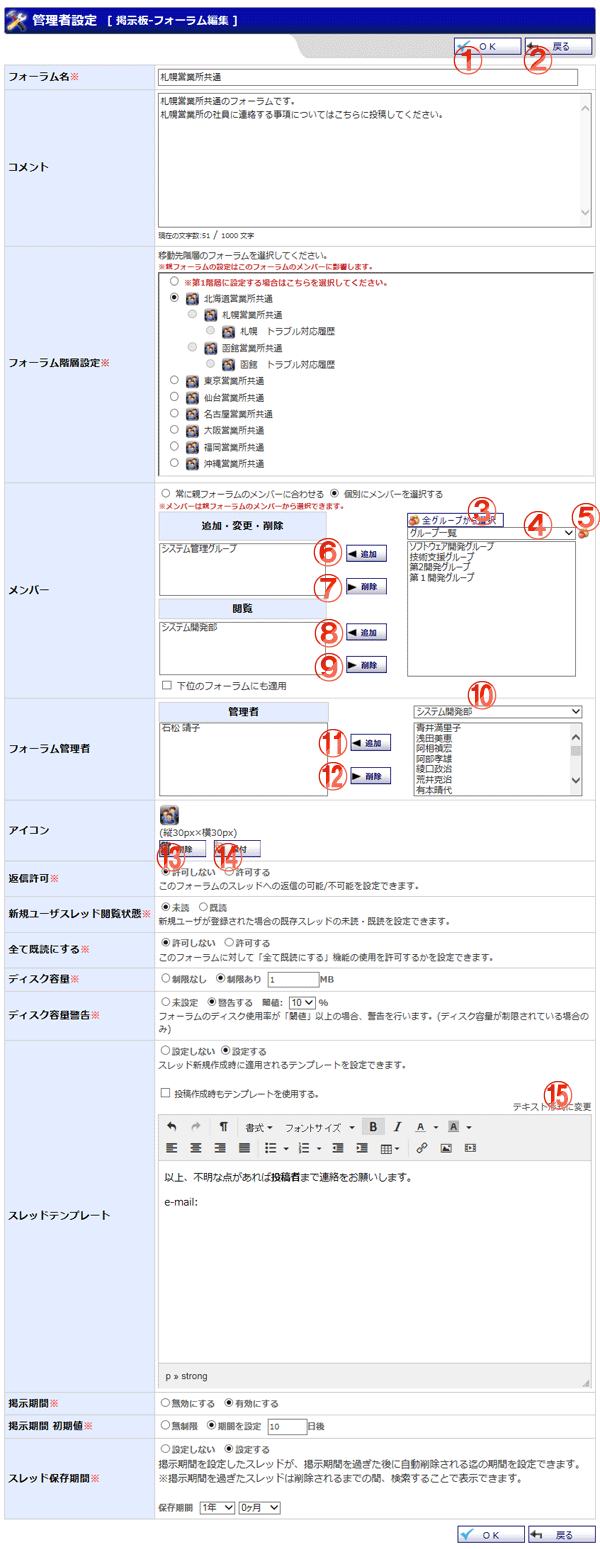 管理者設定 [ 掲示板-フォーラム編集 ]
① ② OK 戻る
フォーラム名※ 札幌営業所共通
コメント
札幌営業所共通のフォーラムです。
札幌営業所の社員に連絡する事項についてはこちらに投稿してください。
現在の文字数:51 / 1000 文字
フォーラム階層設定※
移動先階層のフォーラムを選択してください。
※親フォーラムの設定はこのフォーラムのメンバーに影響します。
※第1階層に設定する場合はこちらを選択してください。
北海道営業所共通
札幌営業所共通
札幌 トラブル対応履歴
函館営業所共通
函館 トラブル対応履歴
東京営業所共通
仙台営業所共通
名古屋営業所共通
大阪営業所共通
福岡営業所共通
沖縄営業所共通
メンバー
常に親フォーラムのメンバーに合わせる 個別にメンバーを選択する
※メンバーは親フォーラムのメンバーから選択できます。
③ 全グループから選択
追加・変更・削除
④ グループ一覧 ⑤
システム管理グループ
⑥ 追加
⑦ 削除
ソフトウェア開発グループ
技術支援グループ
第2開発グループ
第1開発グループ
閲覧
システム開発部
⑧ 追加
⑨ 削除
下位のフォーラムにも適用
フォーラム管理者
管理者
⑩ システム開発部
石松 靖子
⑪ 追加
⑫ 削除
青井満里子
浅田美恵
阿相禎宏
阿部孝雄
綾口政治
荒井克治
有本晴代
アイコン
(縦30px×横30px)
⑬ 削除 ⑭ 付
返信許可※ 許可しない 許可する
このフォーラムのスレッドへの返信の可能/不可能を設定できます。
新規ユーザスレッド閲覧状態※ 未読 既読
新規ユーザが登録された場合の既存スレッドの未読・既読を設定できます。
全て既読にする※ 許可しない 許可する
このフォーラムに対して「全て既読にする」機能の使用を許可するかを設定できます。
ディスク容量※ 制限なし 制限あり 1 MB
ディスク容量警告※ 未設定 警告する 閾値: 10 %
フォーラムのディスク使用率が「閾値」以上の場合、警告を行います。(ディスク容量が制限されている場合の
み)
スレッドテンプレート
設定しない 設定する
スレッド新規作成時に適用されるテンプレートを設定できます。
投稿作成時もテンプレートを使用する。
⑮
テキスト形式に変更
書式 フォントサイズ B I A A
以上、不明な点があれば投稿者まで連絡をお願いします。
e-mail:
p » strong
掲示期間※ 無効にする 有効にする
掲示期間 初期値※ 無制限 期間を設定 10 日後
スレッド保存期間※
設定しない 設定する
掲示期間を設定したスレッドが、掲示期間を過ぎた後に自動削除される迄の期間を設定できます。
※掲示期間を過ぎたスレッドは削除されるまでの間、検索することで表示できます。
保存期間 1年 0ヶ月
OK 戻る